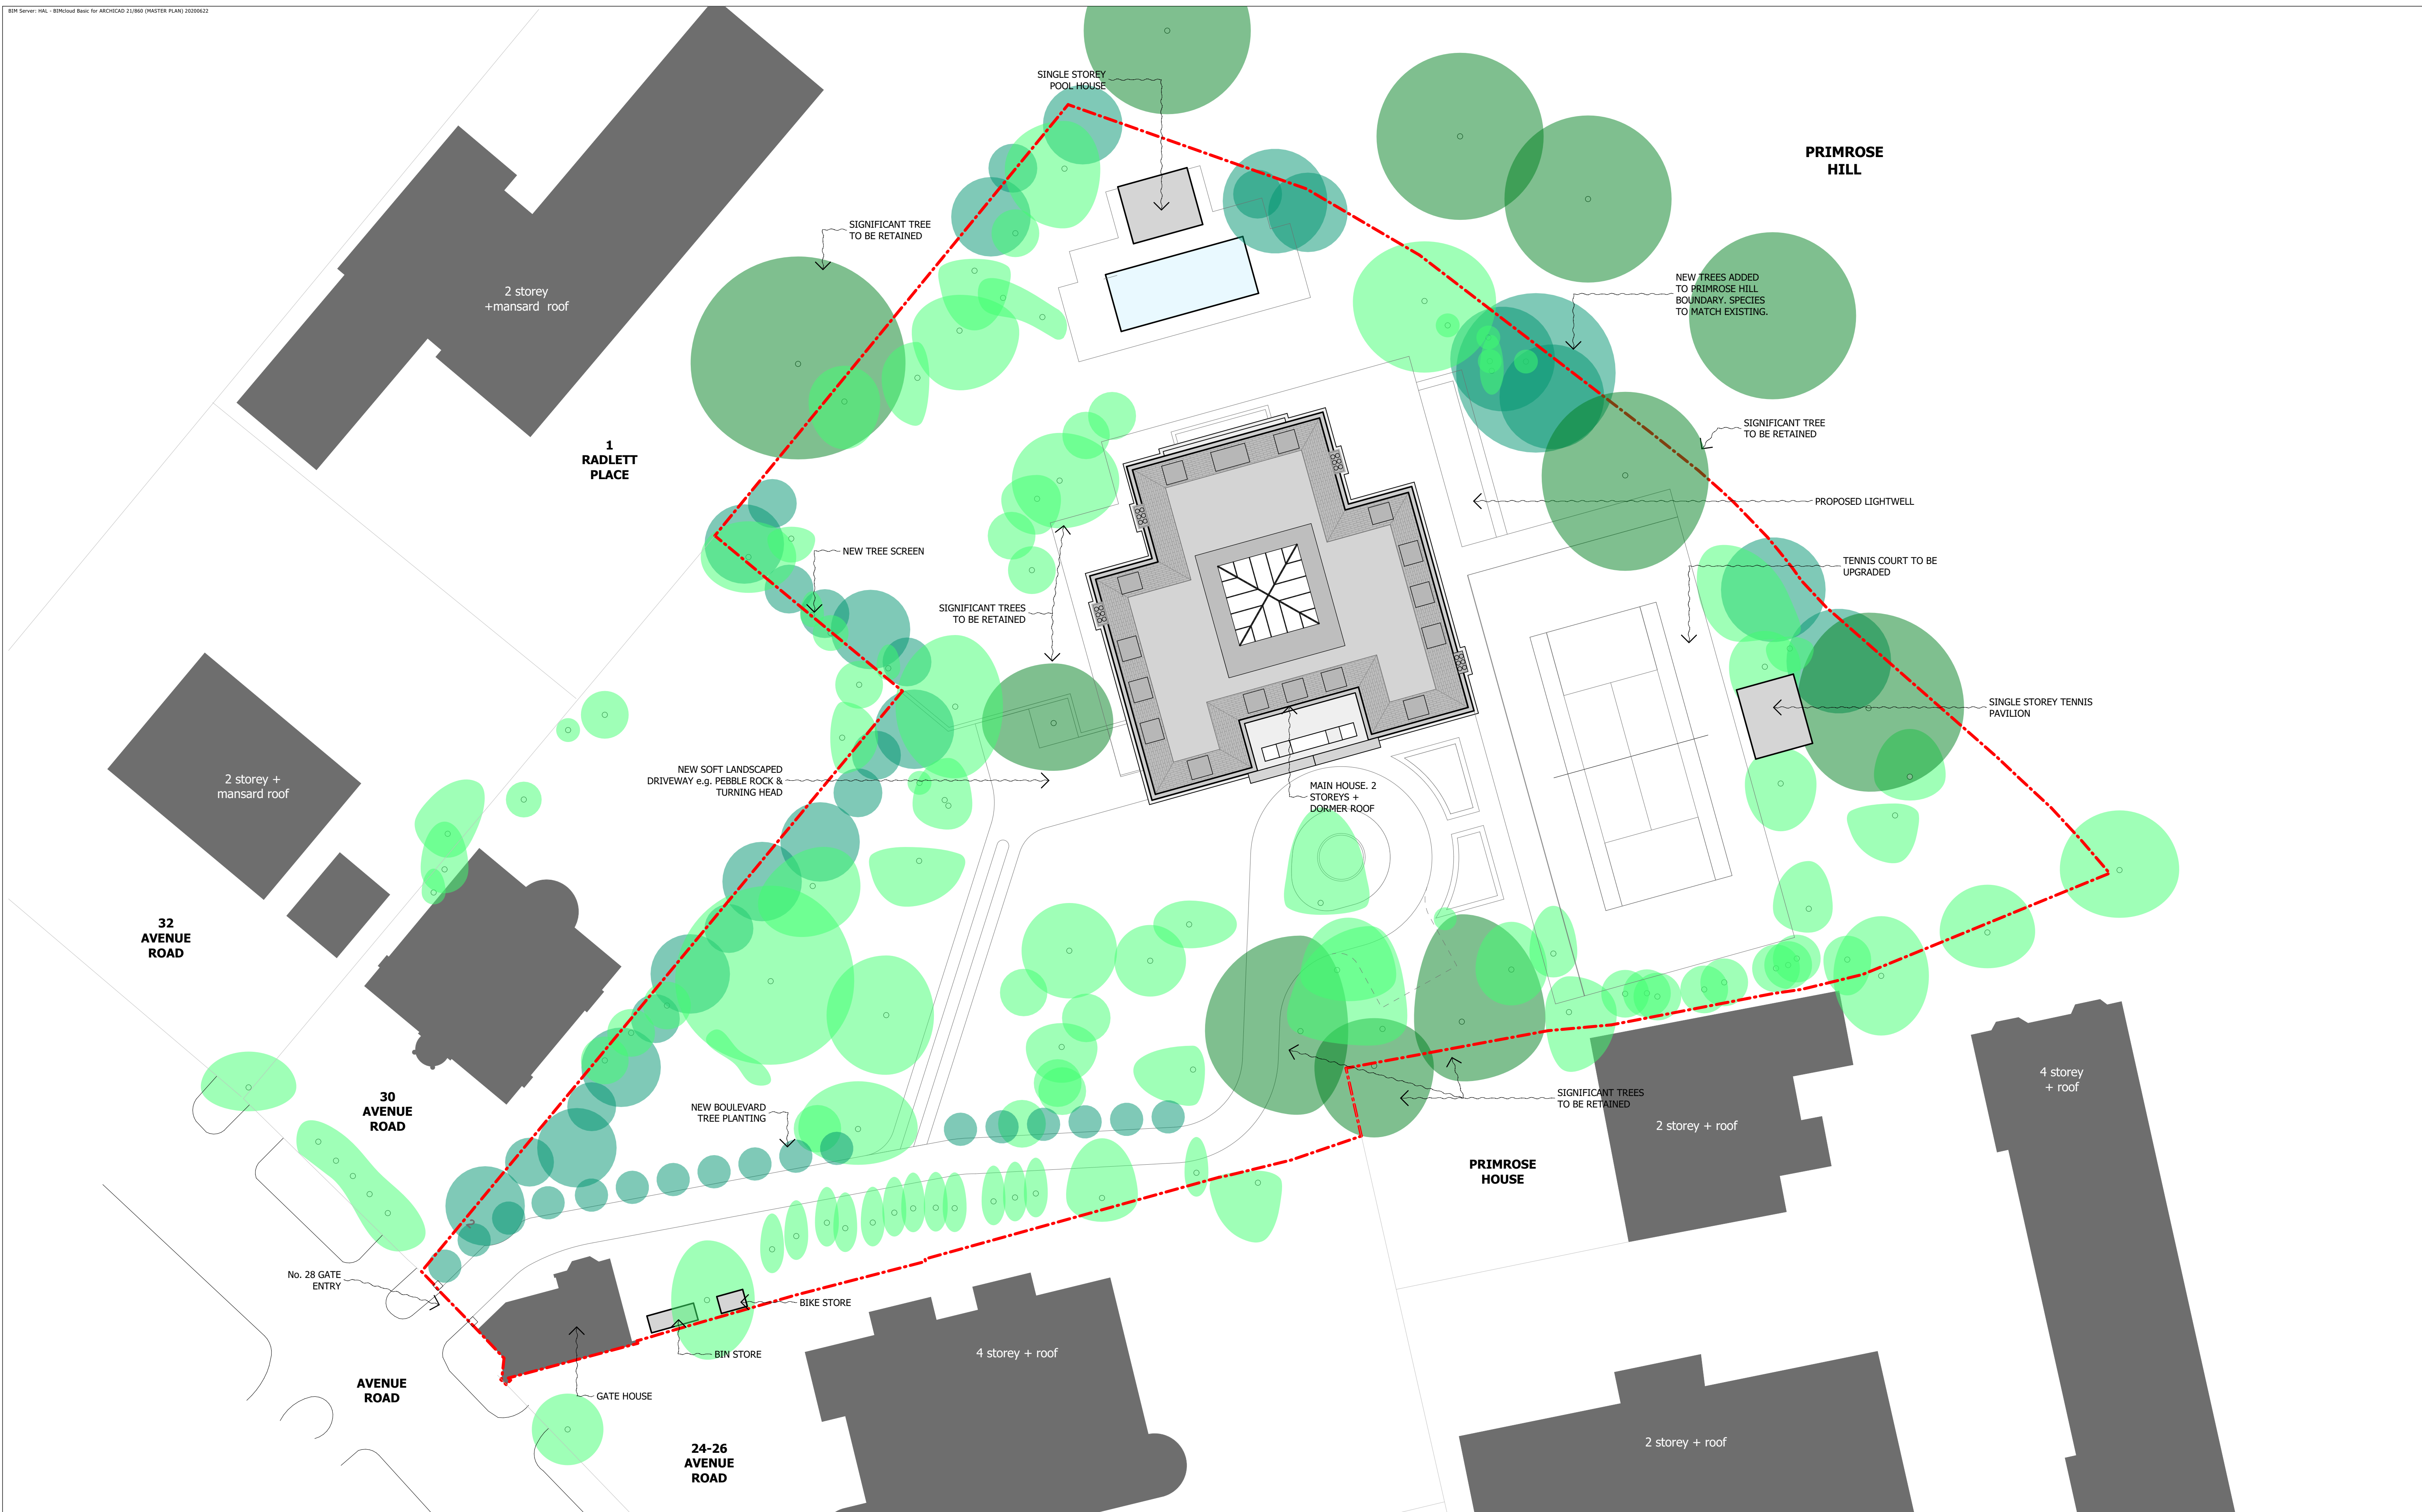 BIM Server: HAL - BIMcloud Basic for ARCHICAD 21/860 (MASTER PLAN) 20200622
SINGLE STOREY
POOL HOUSE
PRIMROSE
HILL
SIGNIFICANT TREE
TO BE RETAINED
2 storey
+mansard roof
NEW TREES ADDED
TO PRIMROSE HILL
BOUNDARY. SPECIES
TO MATCH EXISTING.
SIGNIFICANT TREE
TO BE RETAINED
1
RADLETT
PLACE
PROPOSED LIGHTWELL
NEW TREE SCREEN
TENNIS COURT TO BE
UPGRADED
SIGNIFICANT TREES
TO BE RETAINED
SINGLE STOREY TENNIS
PAVILION
2 storey +
mansard roof
NEW SOFT LANDSCAPED
DRIVEWAY e.g. PEBBLE ROCK &
TURNING HEAD
MAIN HOUSE. 2
STOREYS +
DORMER ROOF
32
AVENUE
ROAD
4 storey
+ roof
30
AVENUE
ROAD
NEW BOULEVARD
TREE PLANTING
SIGNIFICANT TREES
TO BE RETAINED
2 storey + roof
PRIMROSE
HOUSE
2
No. 28 GATE
ENTRY
BIKE STORE
BIN STORE
4 storey + roof
AVENUE
ROAD
GATE HOUSE
24-26
AVENUE
ROAD
2 storey + roof